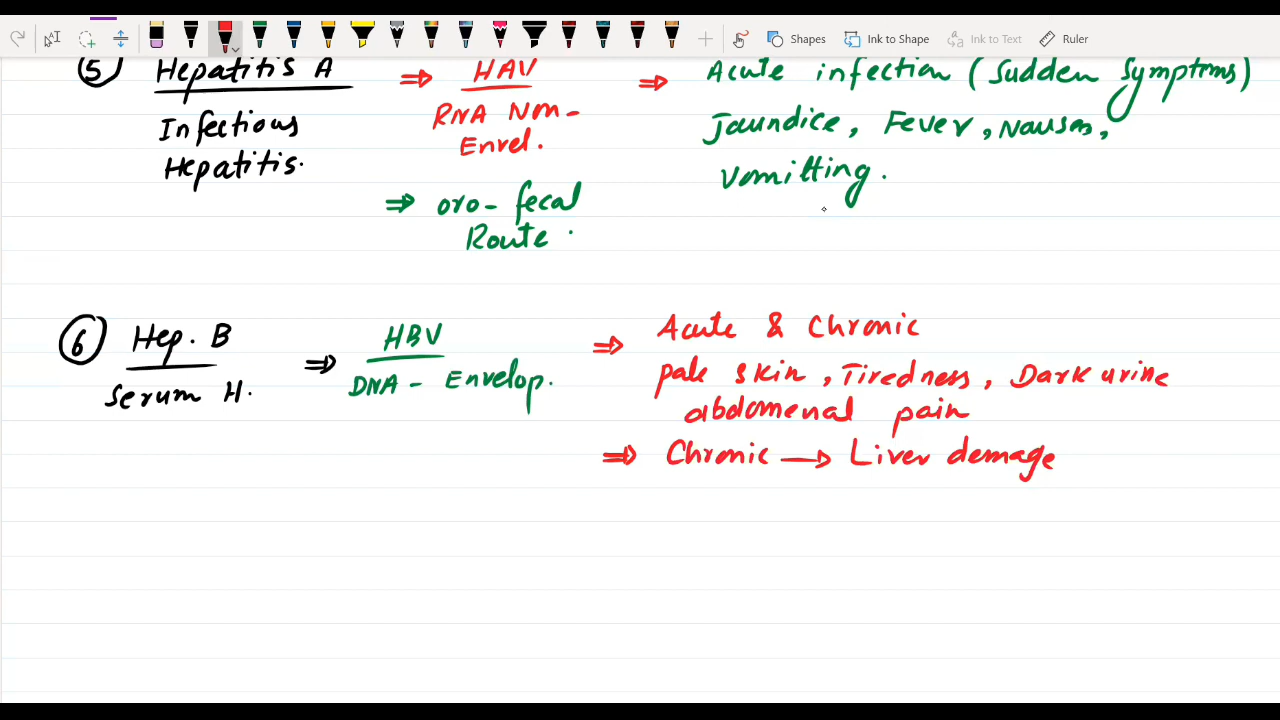 Shapes Ink to Shape Ink to Text Ruler
5 Hepatitis A ⇒ HAV ⇒ Acute infection (Sudden Symptoms)
Infectious RNA Non- Jaundice, Fever, Nausea,
Hepatitis. Envel. Vomitting.
⇒ oro-fecal
Route.
6 Hep. B ⇒ HBV ⇒ Acute & Chronic
Serum H. DNA - Envelop. pale skin, Tiredness, Dark urine
abdomenal pain
⇒ Chronic → Liver demage